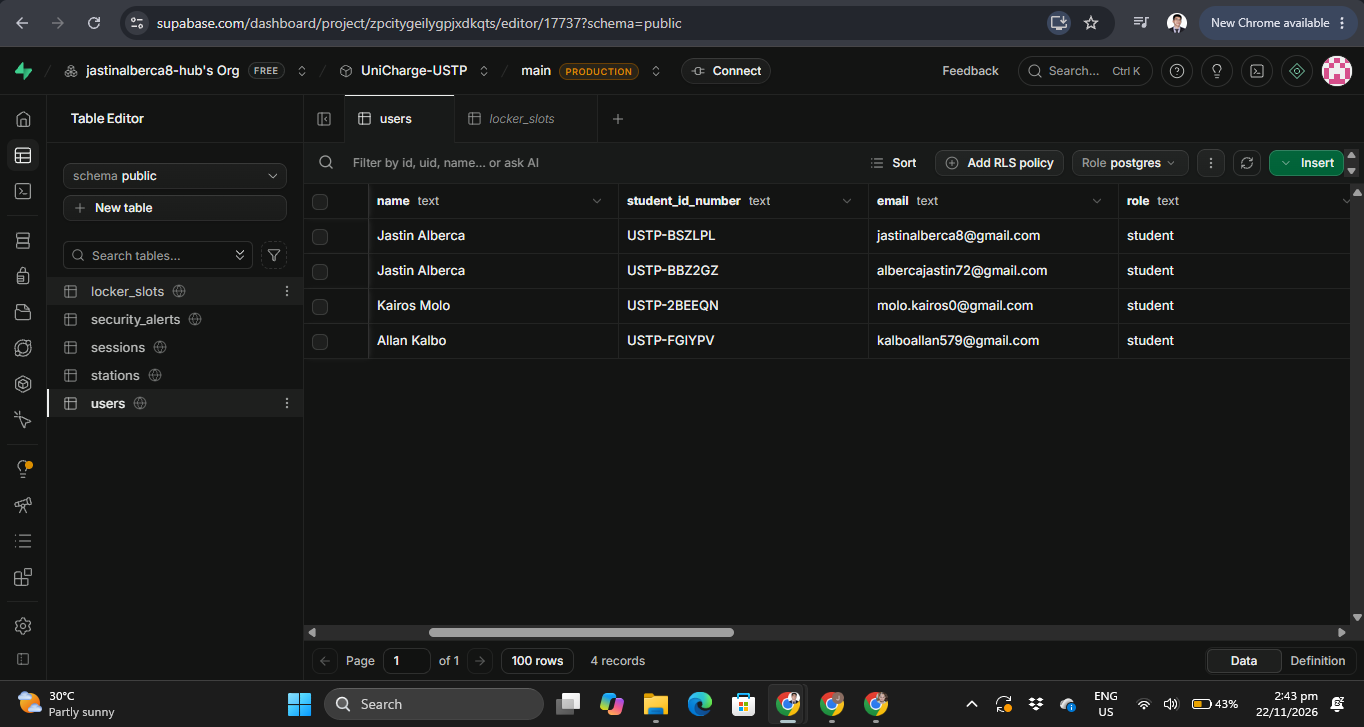 supabase.com/dashboard/project/zpcitygeilygpjxdkqts/editor/17737?schema=public
New Chrome available
jastinalberca8-hub's Org FREE
UniCharge-USTP
main PRODUCTION
Connect
Feedback
Search... Ctrl K
Table Editor
users
locker_slots
schema public
New table
Search tables...
locker_slots
security_alerts
sessions
stations
users
Filter by id, uid, name... or ask AI
Sort
Add RLS policy
Role postgres
Insert
name text student_id_number text email text role text
Jastin Alberca USTP-BSZLPL jastinalberca8@gmail.com student
Jastin Alberca USTP-BBZ2GZ albercajastin72@gmail.com student
Kairos Molo USTP-2BEEQN molo.kairos0@gmail.com student
Allan Kalbo USTP-FGIYPV kalboallan579@gmail.com student
Page 1 of 1 100 rows 4 records
Data Definition
30°C
Partly sunny
Search
ENG
US
43%
2:43 pm
22/11/2026